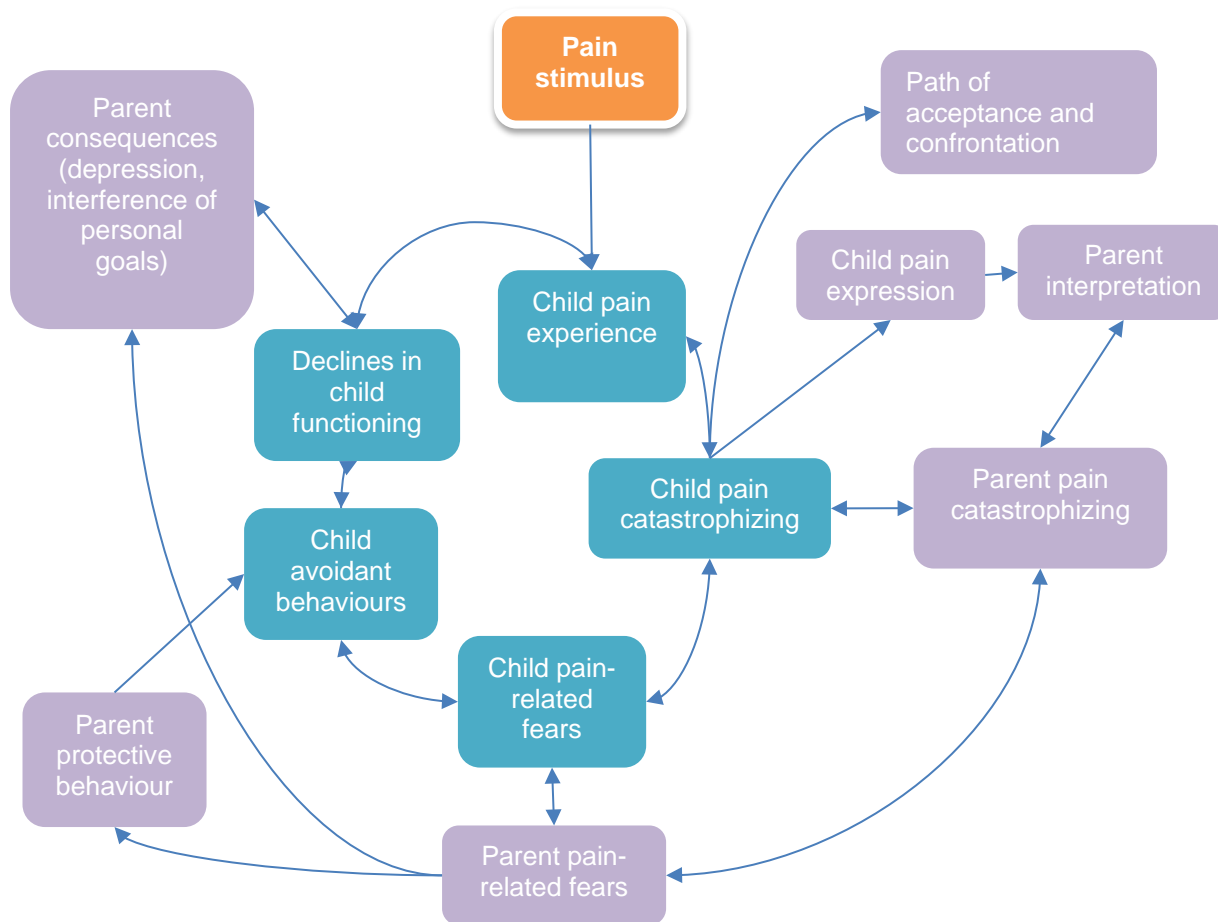 Pain
stimulus
Parent
consequences
(depression,
interference of
personal
goals)
Path of
acceptance and
confrontation
Child pain
expression
Parent
interpretation
Child pain
experience
Declines in
child
functioning
Child pain
catastrophizing
Parent pain
catastrophizing
Child
avoidant
behaviours
Child pain-
related
fears
Parent
protective
behaviour
Parent pain-
related fears